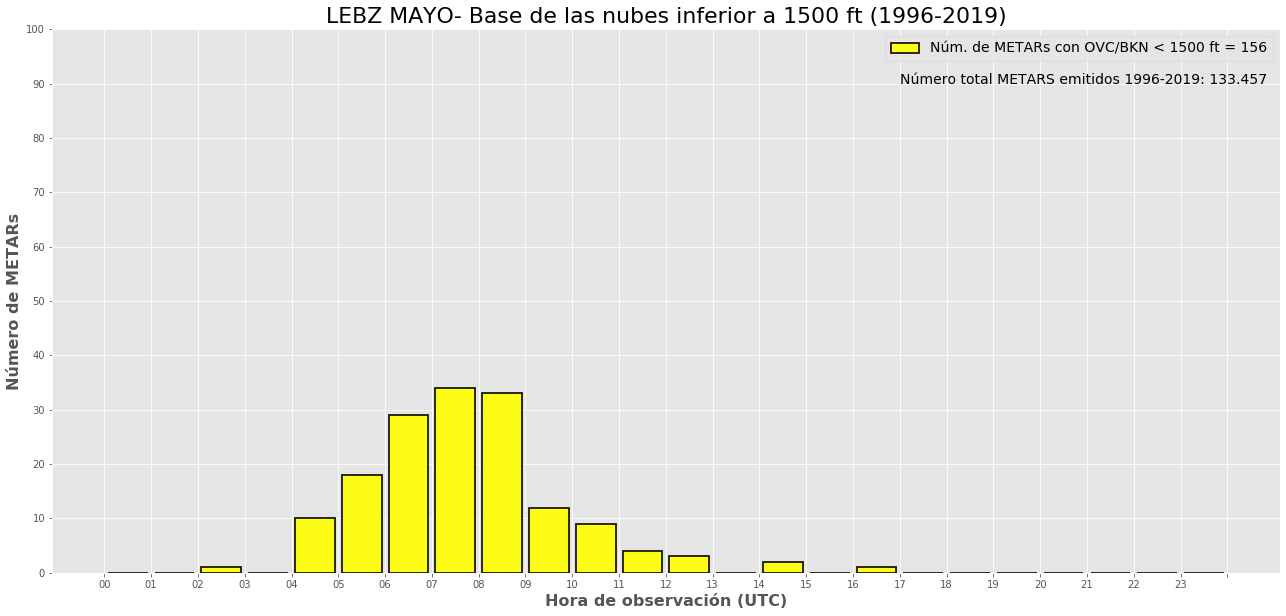 LEBZ MAYO- Base de las nubes inferior a 1500 ft (1996-2019)
Núm. de METARs con OVC/BKN < 1500 ft = 156
Número total METARS emitidos 1996-2019: 133.457
Número de METARs
100
90
80
70
60
50
40
30
20
10
0
00 01 02 03 04 05 06 07 08 09 10 11 12 13 14 15 16 17 18 19 20 21 22 23
Hora de observación (UTC)